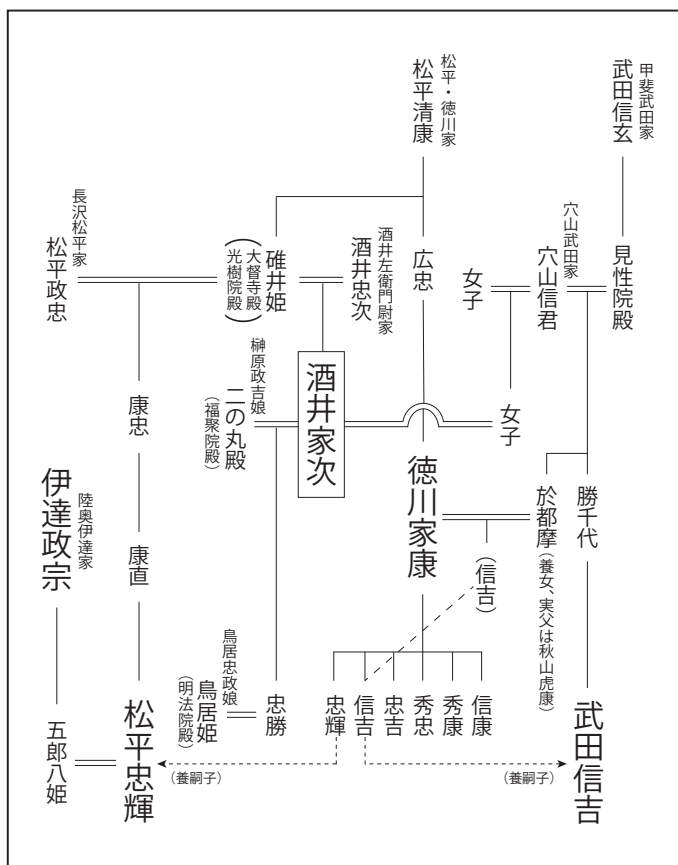 甲斐武田家
武田信玄
松平・徳川家
松平清康
穴山武田家
見性院殿
穴山信君
女子
広忠
酒井左衛門尉家
酒井忠次
碓井姫
(大督寺殿
光樹院殿)
長沢松平家
松平政忠
女子
酒井家次
榊原政吉娘
二の丸殿
(福聚院殿)
康忠
勝千代
於都摩(養女、実父は秋山虎康)
(信吉)
徳川家康
康直
陸奥伊達家
伊達政宗
信康
秀康
秀忠
忠吉
信吉
忠輝
忠勝
鳥居忠政娘
鳥居姫
(明法院殿)
武田信吉
(養嗣子)
(養嗣子)
松平忠輝
五郎八姫